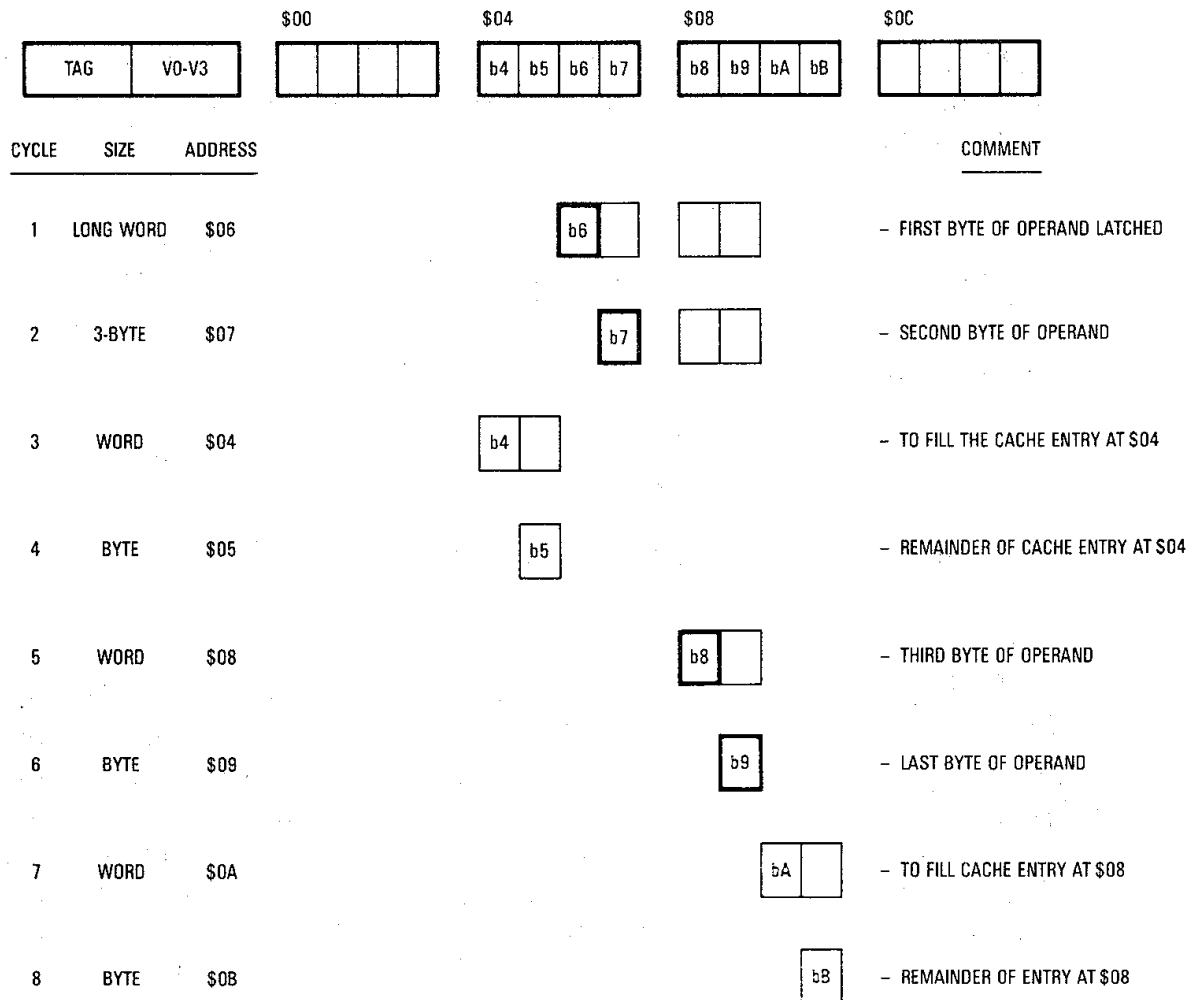 $00 $04 $08 $0C
TAG V0-V3 b4 b5 b6 b7 b8 b9 bA bB
CYCLE SIZE ADDRESS COMMENT
1 LONG WORD $06 b6 – FIRST BYTE OF OPERAND LATCHED
2 3-BYTE $07 b7 – SECOND BYTE OF OPERAND
3 WORD $04 b4 – TO FILL THE CACHE ENTRY AT $04
4 BYTE $05 b5 – REMAINDER OF CACHE ENTRY AT $04
5 WORD $08 b8 – THIRD BYTE OF OPERAND
6 BYTE $09 b9 – LAST BYTE OF OPERAND
7 WORD $0A bA – TO FILL CACHE ENTRY AT $08
8 BYTE $0B bB – REMAINDER OF ENTRY AT $08